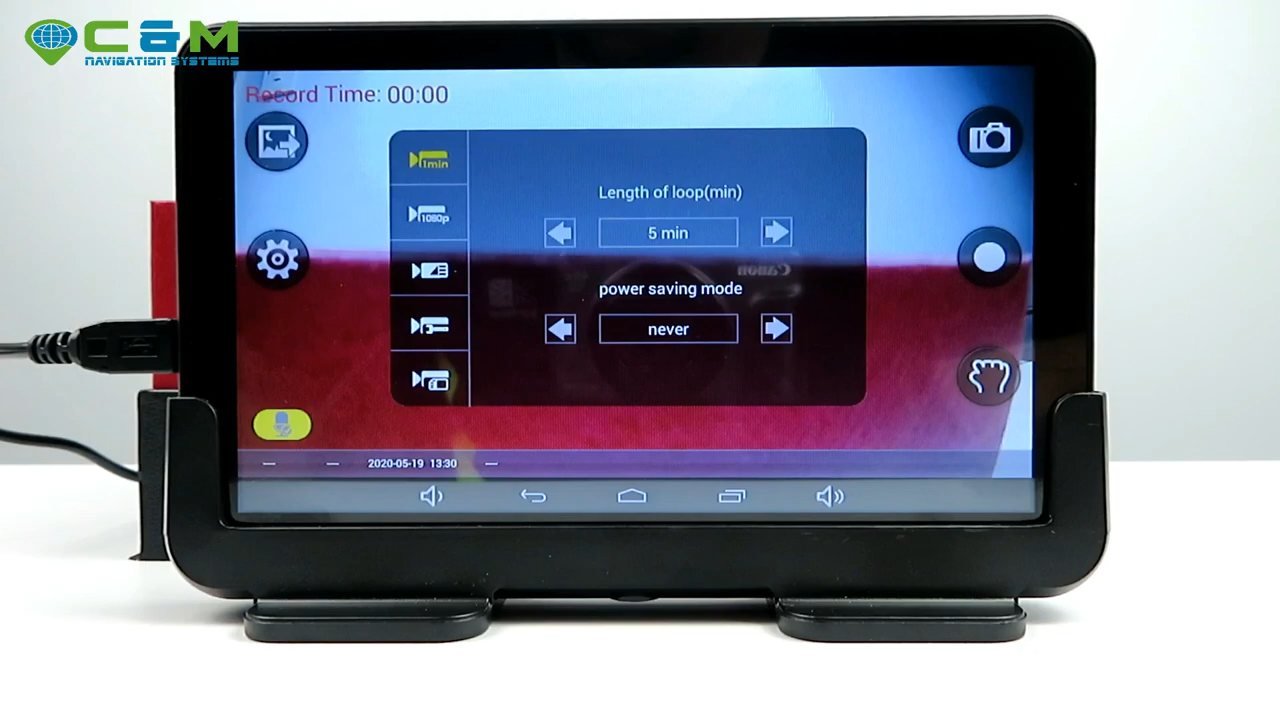 C & M
NAVIGATION SYSTEMS
Record Time: 00:00
1min
1080p
Length of loop(min)
5 min
Canon
power saving mode
never
2020-05-19 13:30